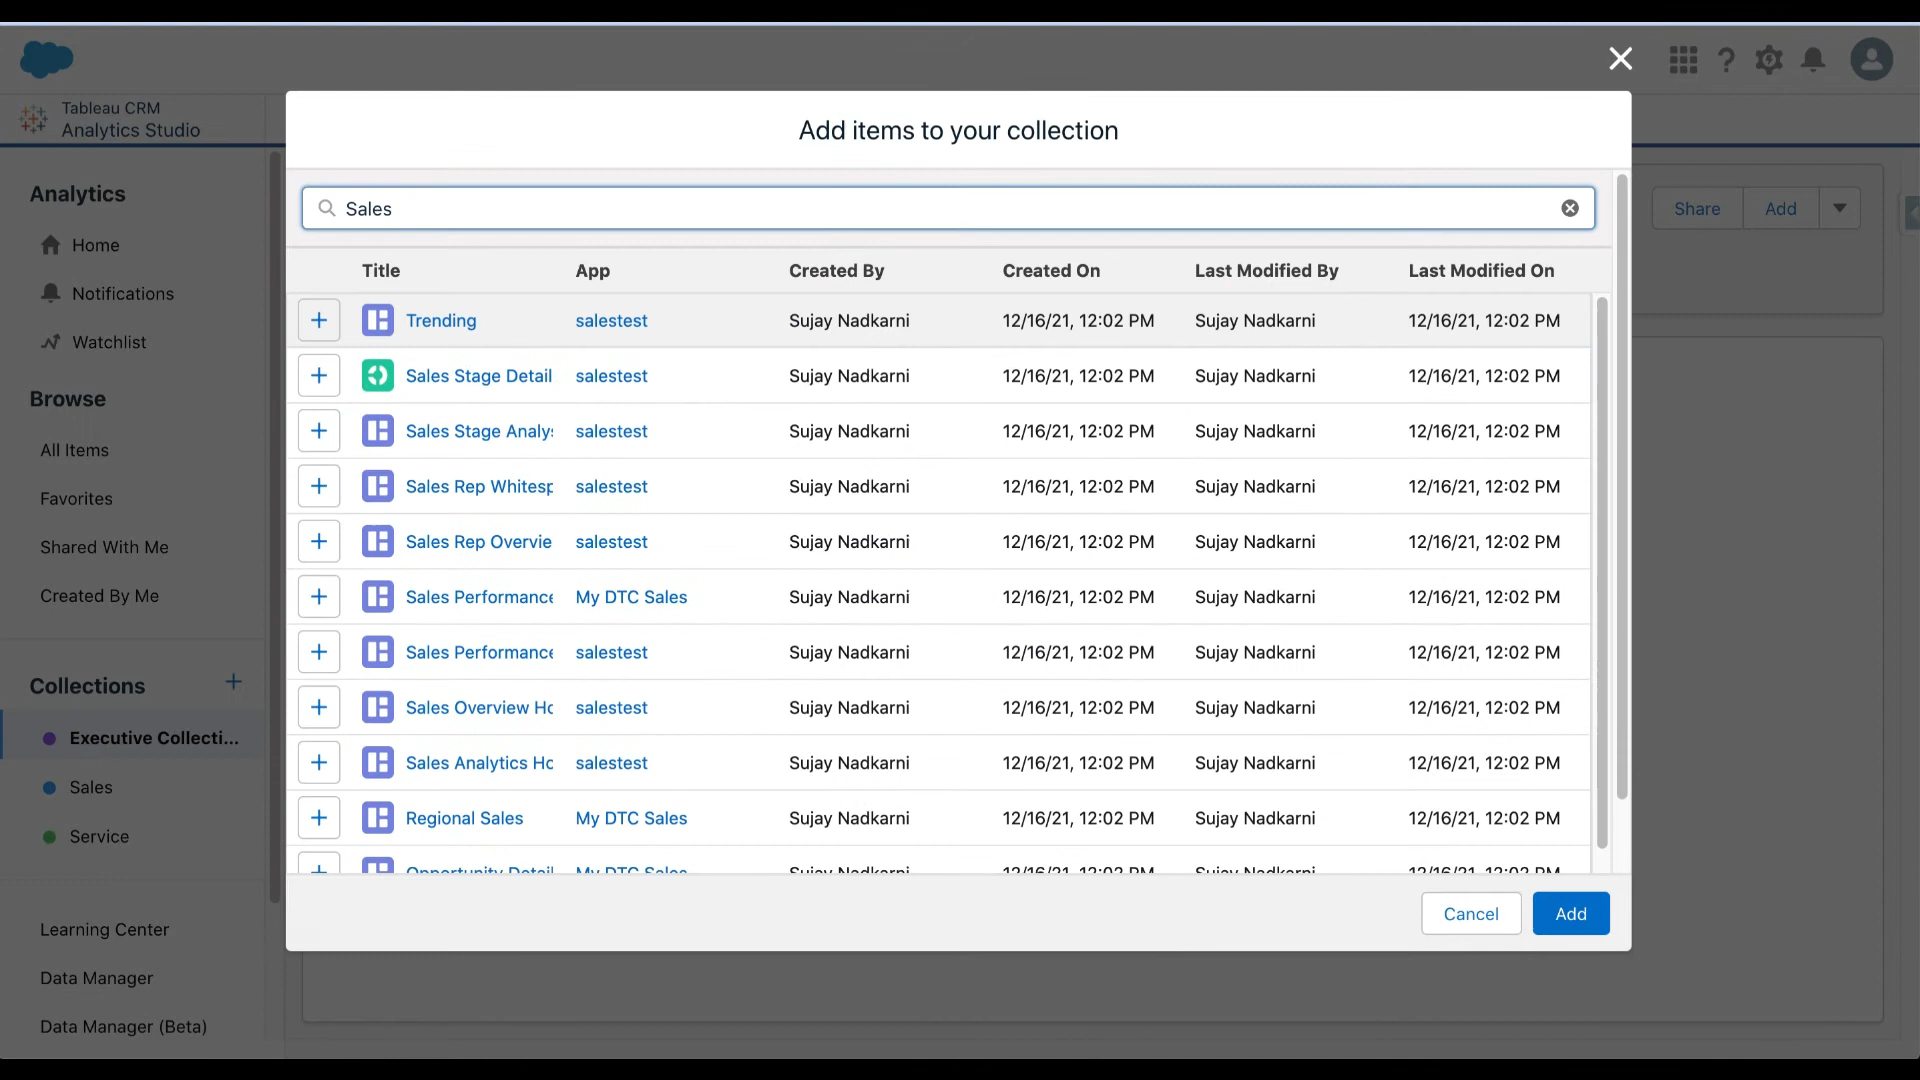 Tableau CRM
Analytics Studio
Add items to your collection
Sales
Share Add
Analytics
Home
Notifications
Watchlist
Browse
All Items
Favorites
Shared With Me
Created By Me
Collections
Executive Collecti...
Sales
Service
Learning Center
Data Manager
Data Manager (Beta)
Title App Created By Created On Last Modified By Last Modified On
Trending salestest Sujay Nadkarni 12/16/21, 12:02 PM Sujay Nadkarni 12/16/21, 12:02 PM
Sales Stage Detail salestest Sujay Nadkarni 12/16/21, 12:02 PM Sujay Nadkarni 12/16/21, 12:02 PM
Sales Stage Analys salestest Sujay Nadkarni 12/16/21, 12:02 PM Sujay Nadkarni 12/16/21, 12:02 PM
Sales Rep Whitesp salestest Sujay Nadkarni 12/16/21, 12:02 PM Sujay Nadkarni 12/16/21, 12:02 PM
Sales Rep Overvie salestest Sujay Nadkarni 12/16/21, 12:02 PM Sujay Nadkarni 12/16/21, 12:02 PM
Sales Performance My DTC Sales Sujay Nadkarni 12/16/21, 12:02 PM Sujay Nadkarni 12/16/21, 12:02 PM
Sales Performance salestest Sujay Nadkarni 12/16/21, 12:02 PM Sujay Nadkarni 12/16/21, 12:02 PM
Sales Overview Ho salestest Sujay Nadkarni 12/16/21, 12:02 PM Sujay Nadkarni 12/16/21, 12:02 PM
Sales Analytics Ho salestest Sujay Nadkarni 12/16/21, 12:02 PM Sujay Nadkarni 12/16/21, 12:02 PM
Regional Sales My DTC Sales Sujay Nadkarni 12/16/21, 12:02 PM Sujay Nadkarni 12/16/21, 12:02 PM
Opportunity Detail My DTC Sales Sujay Nadkarni 12/16/21, 12:02 PM Sujay Nadkarni 12/16/21, 12:02 PM
Cancel Add